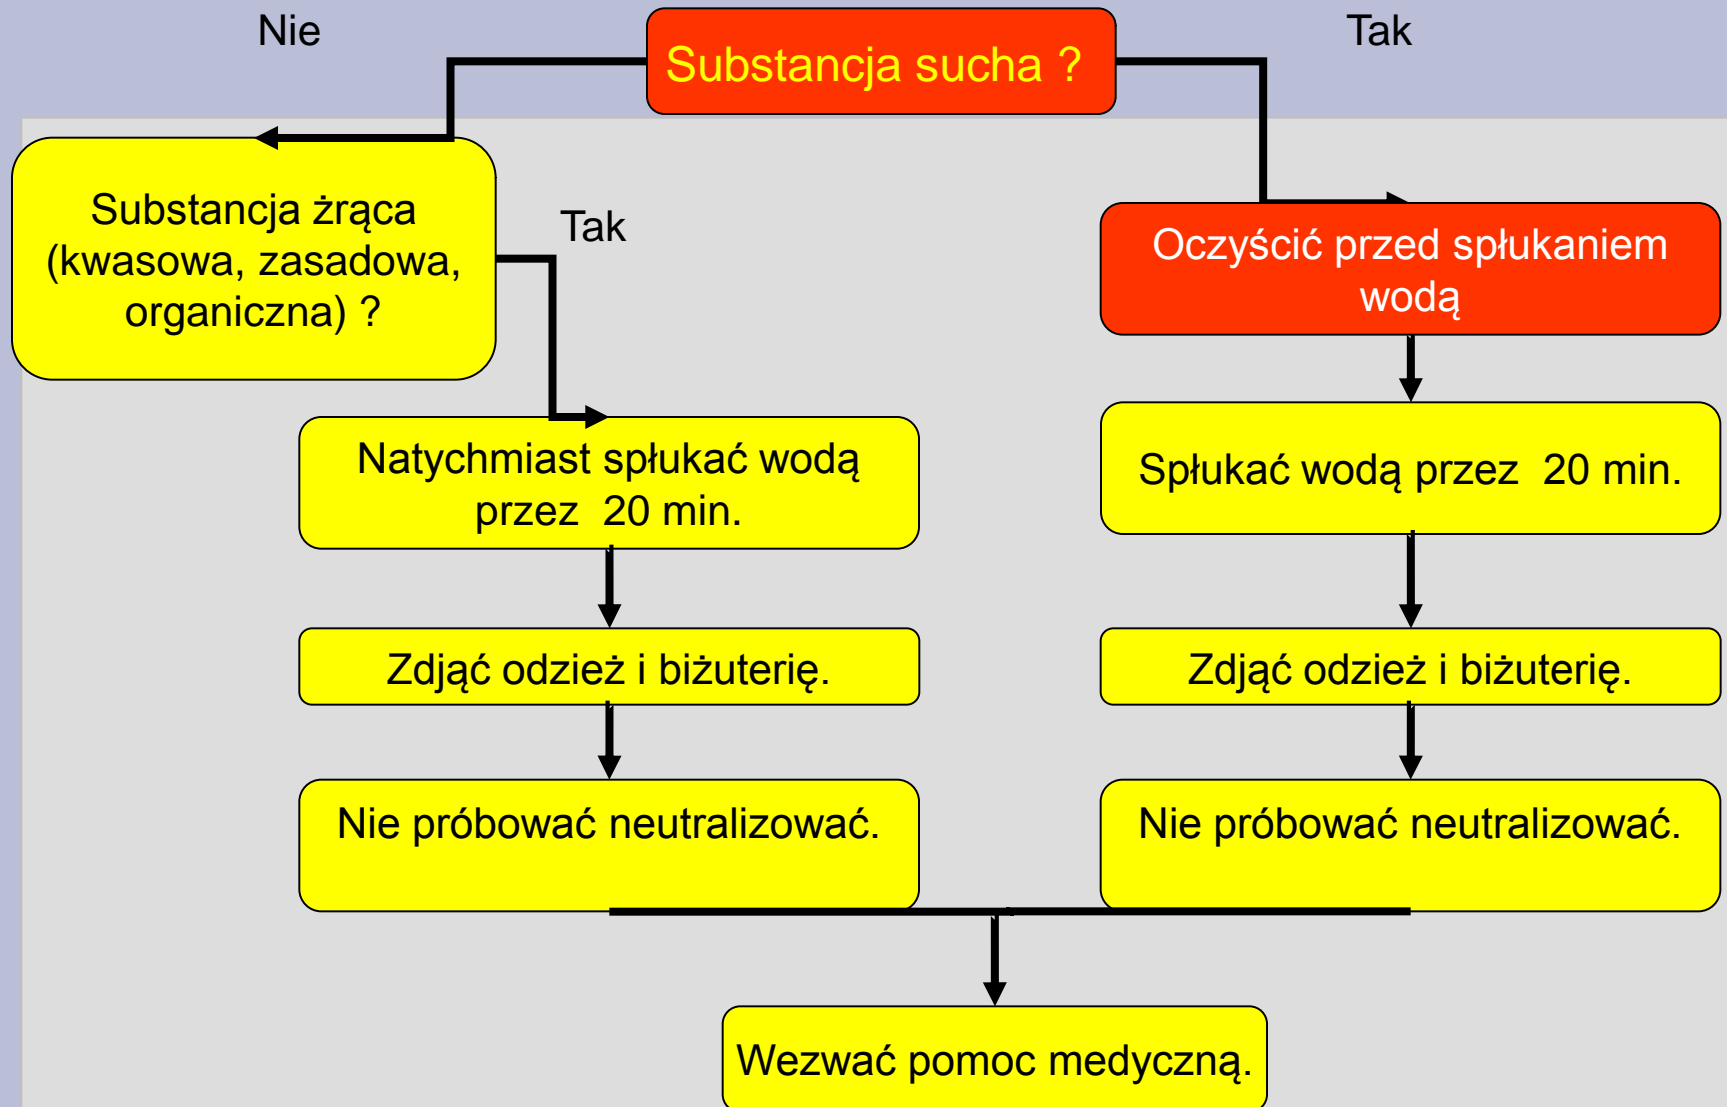 Nie
Substancja sucha ?
Tak
Substancja żrąca
(kwasowa, zasadowa,
organiczna) ?
Tak
Oczyścić przed spłukaniem
wodą
Natychmiast spłukać wodą
przez  20 min.
Spłukać wodą przez  20 min.
Zdjąć odzież i biżuterię.
Zdjąć odzież i biżuterię.
Nie próbować neutralizować.
Nie próbować neutralizować.
Wezwać pomoc medyczną.